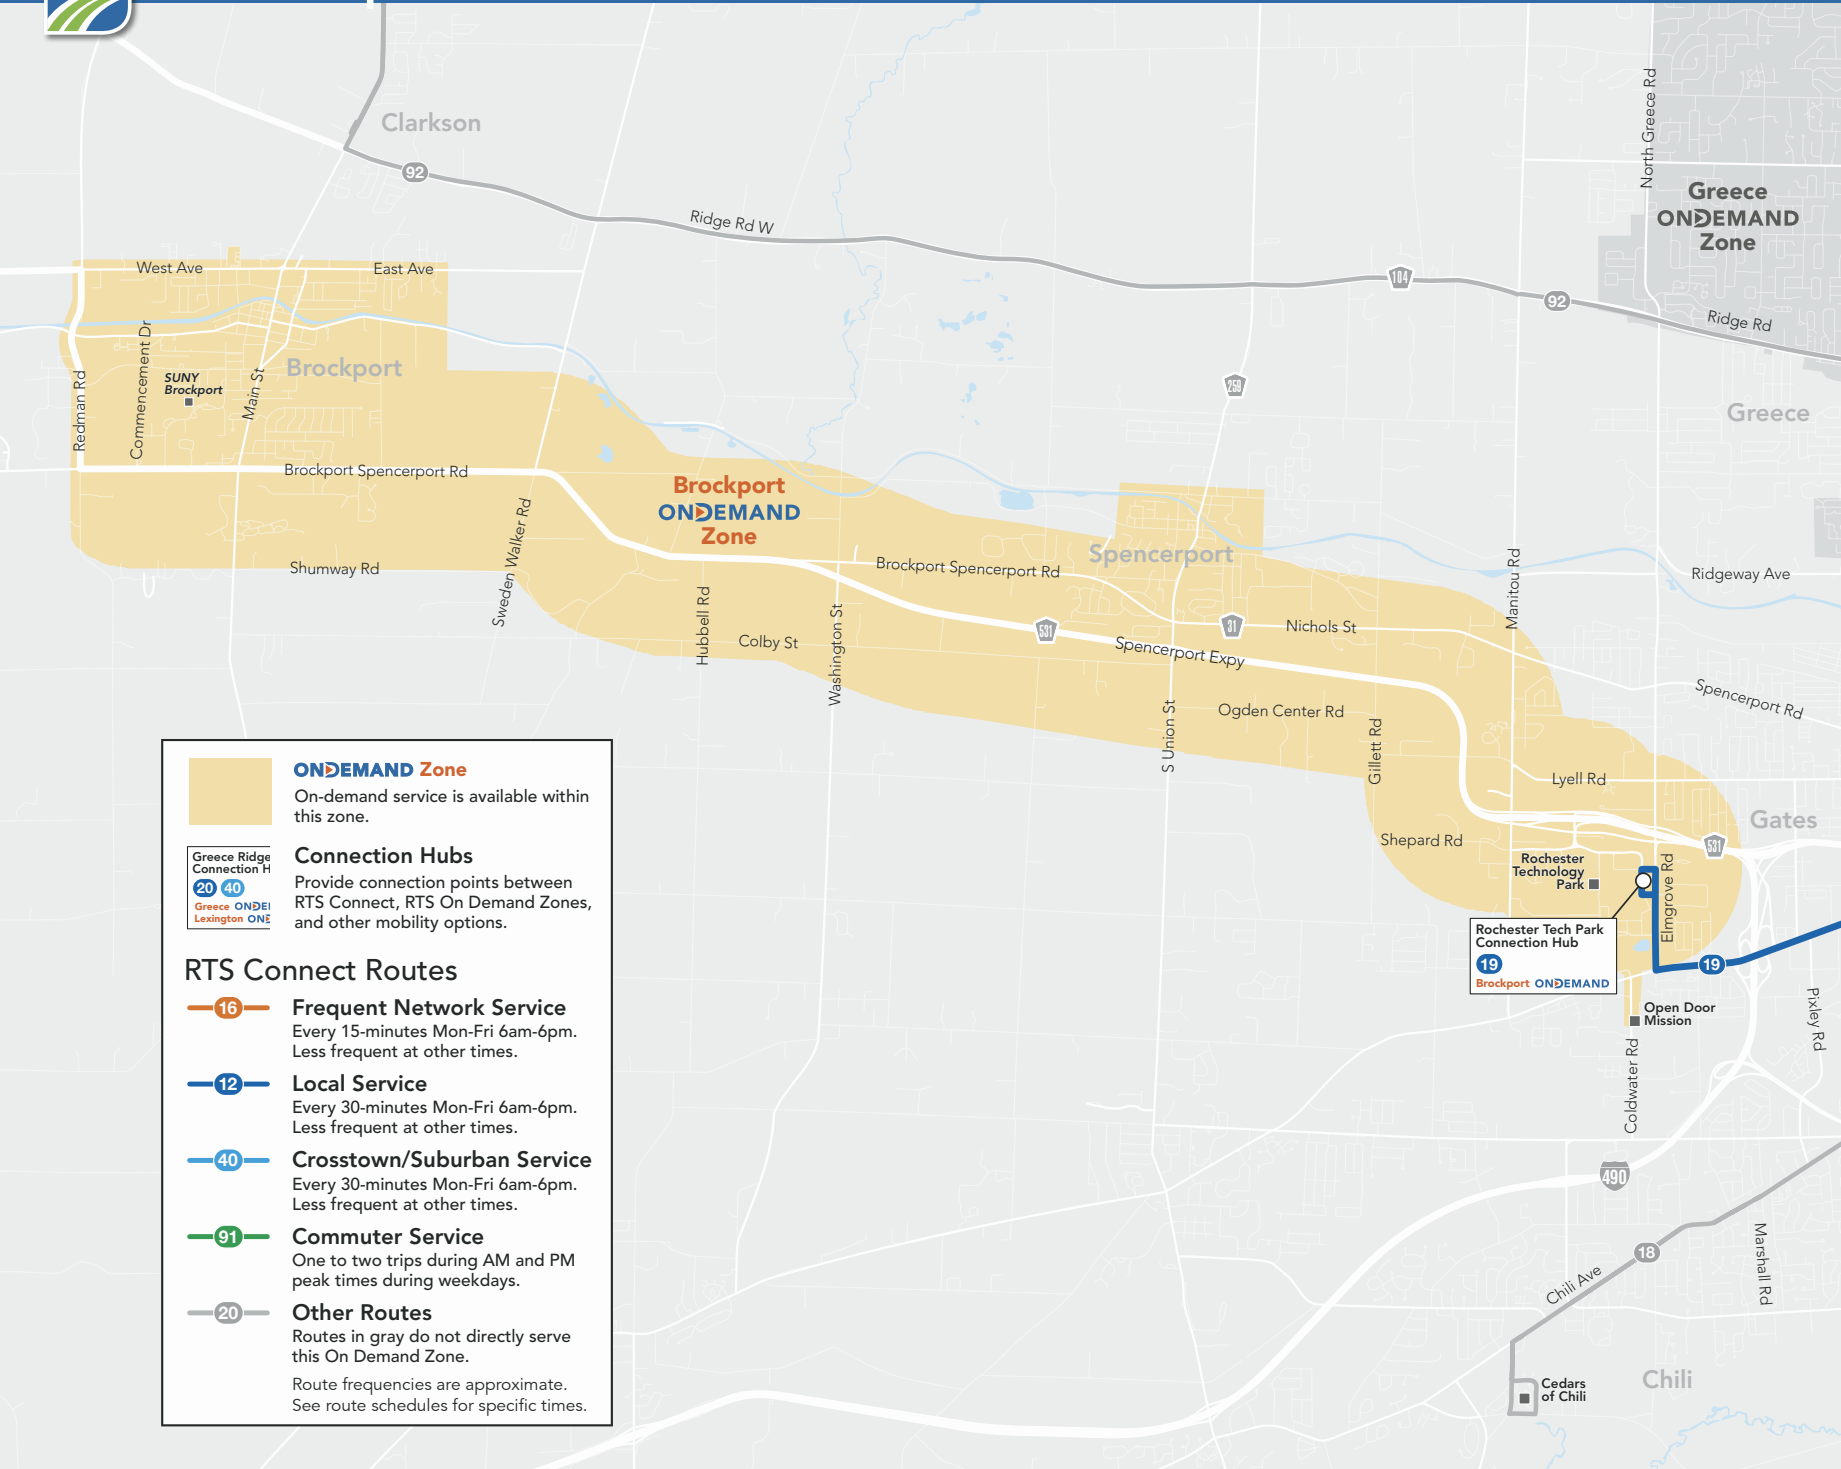 Clarkson
92
Ridge Rd W
104
92
North Greece Rd
Greece
ONDEMAND
Zone
Ridge Rd
259
Greece
West Ave
East Ave
Commencement Dr
SUNY
Brockport
Main St
Brockport
Redman Rd
Brockport Spencerport Rd
Sweden Walker Rd
Shumway Rd
Brockport
ONDEMAND
Zone
Hubbell Rd
Colby St
Washington St
Brockport Spencerport Rd
Spencerport
531
31
Nichols St
Spencerport Expy
Manitou Rd
Ridgeway Ave
Spencerport Rd
S Union St
Ogden Center Rd
Gillett Rd
Lyell Rd
Gates
Shepard Rd
531
Rochester
Technology
Park
Elmgrove Rd
Rochester Tech Park
Connection Hub
19
Brockport ONDEMAND
19
Open Door
Mission
Pixley Rd
Coldwater Rd
490
18
Chili Ave
Marshall Rd
Cedars
of Chili
Chili
ONDEMAND Zone
On-demand service is available within
this zone.
Greece Ridge
Connection H
20 40
Greece ONDE
Lexington OND
Connection Hubs
Provide connection points between
RTS Connect, RTS On Demand Zones,
and other mobility options.
RTS Connect Routes
16
Frequent Network Service
Every 15-minutes Mon-Fri 6am-6pm.
Less frequent at other times.
12
Local Service
Every 30-minutes Mon-Fri 6am-6pm.
Less frequent at other times.
40
Crosstown/Suburban Service
Every 30-minutes Mon-Fri 6am-6pm.
Less frequent at other times.
91
Commuter Service
One to two trips during AM and PM
peak times during weekdays.
20
Other Routes
Routes in gray do not directly serve
this On Demand Zone.
Route frequencies are approximate.
See route schedules for specific times.